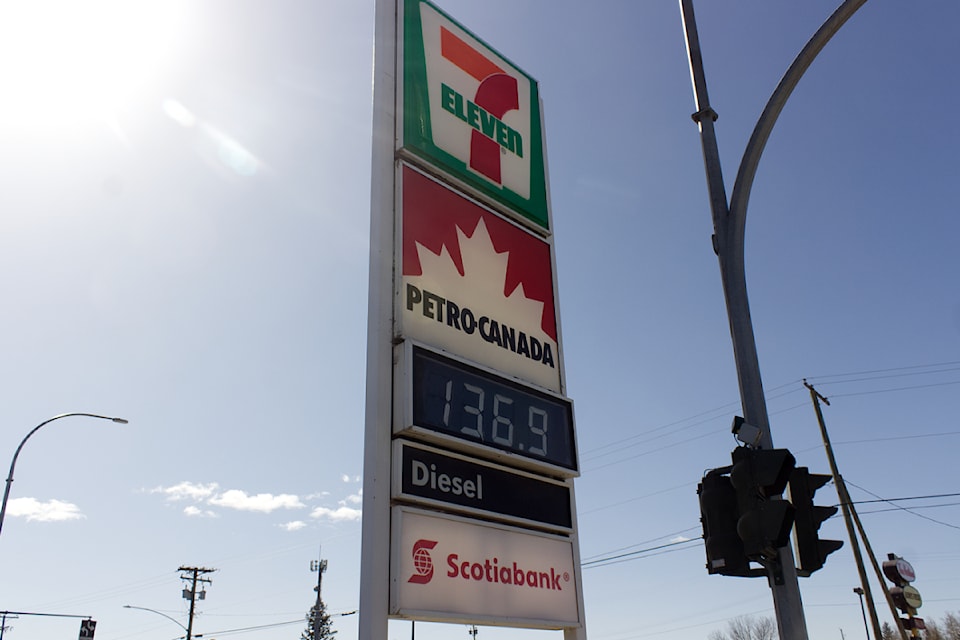 7
ELEVEN
PETRO-CANADA
136.9
Diesel
Scotiabank®